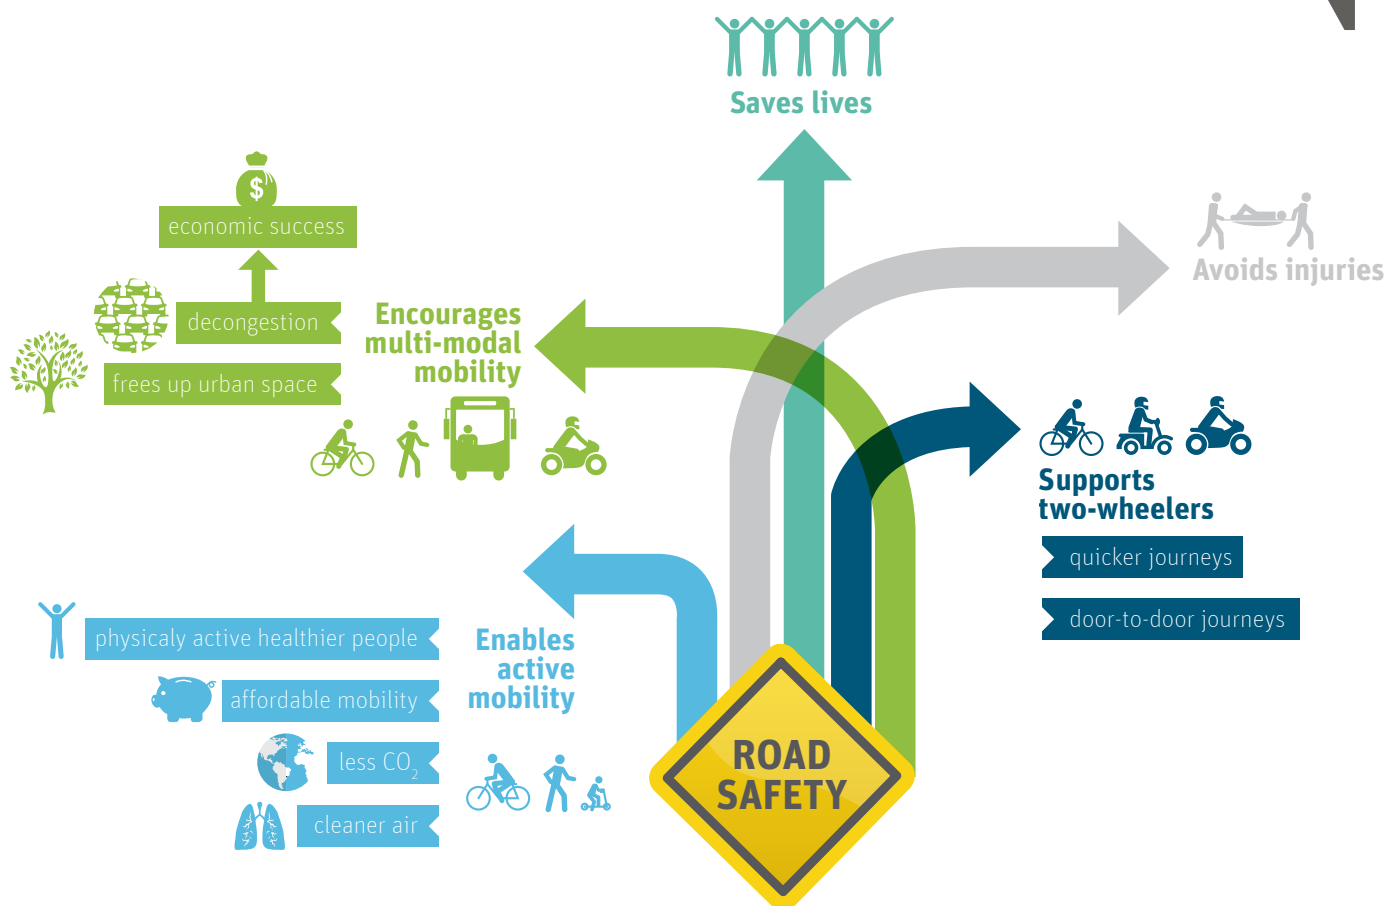 Saves lives
$
economic success
decongestion
frees up urban space
Encourages
multi-modal
mobility
Avoids injuries
Supports
two-wheelers
quicker journeys
door-to-door journeys
physicaly active healthier people
affordable mobility
less CO₂
cleaner air
Enables
active
mobility
ROAD
SAFETY